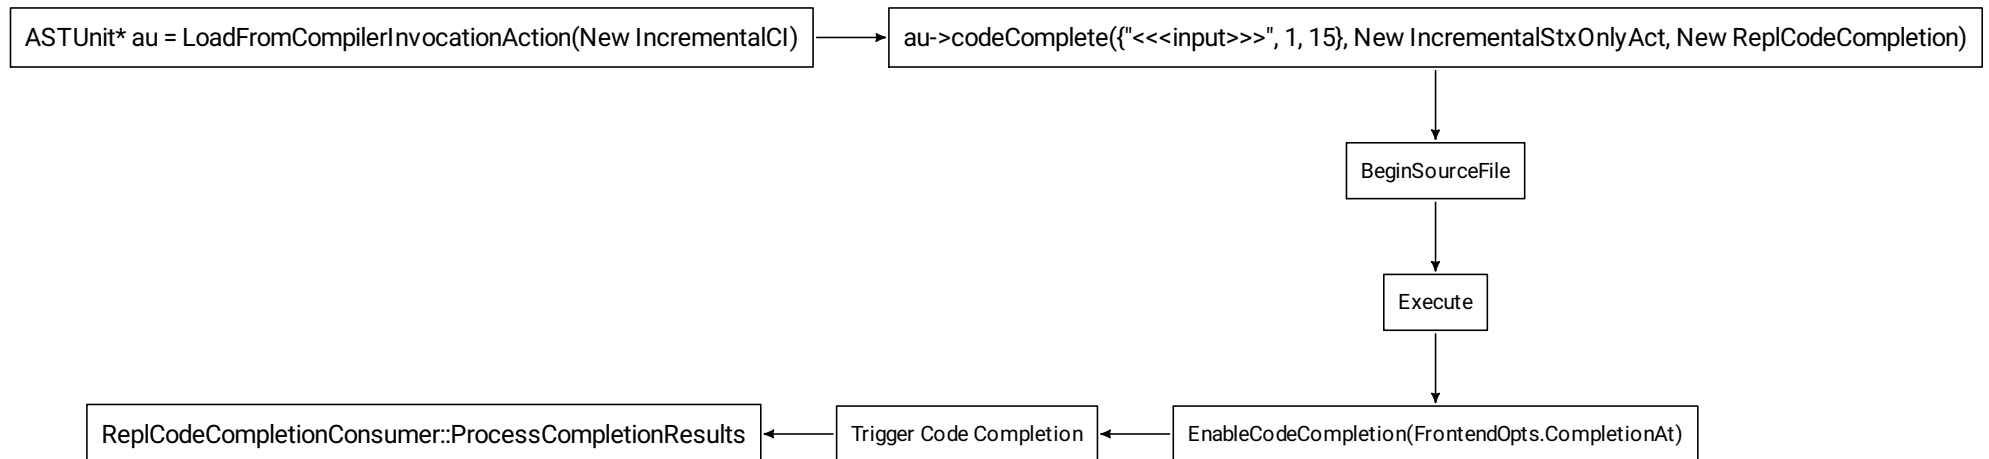 ASTUnit* au = LoadFromCompilerInvocationAction(New IncrementalCI)
au->codeComplete({"<<<input>>>", 1, 15}, New IncrementalStxOnlyAct, New ReplCodeCompletion)
BeginSourceFile
Execute
EnableCodeCompletion(FrontendOpts.CompletionAt)
Trigger Code Completion
ReplCodeCompletionConsumer::ProcessCompletionResults